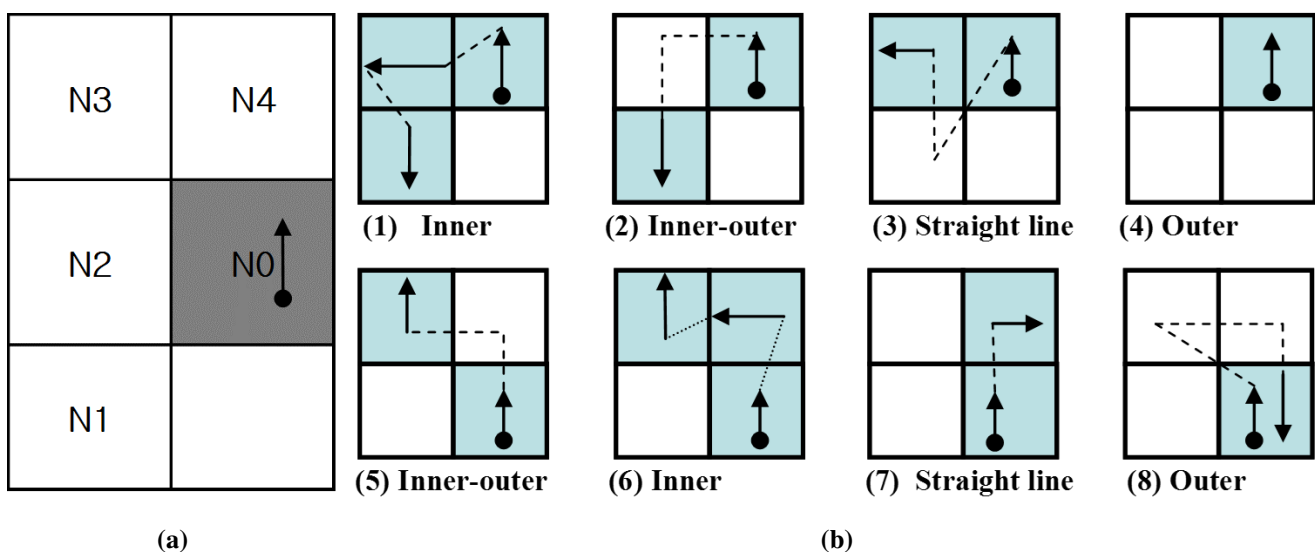 N3 N4
N2 N0
N1
(1) Inner (2) Inner-outer (3) Straight line (4) Outer
(5) Inner-outer (6) Inner (7) Straight line (8) Outer
(a) (b)